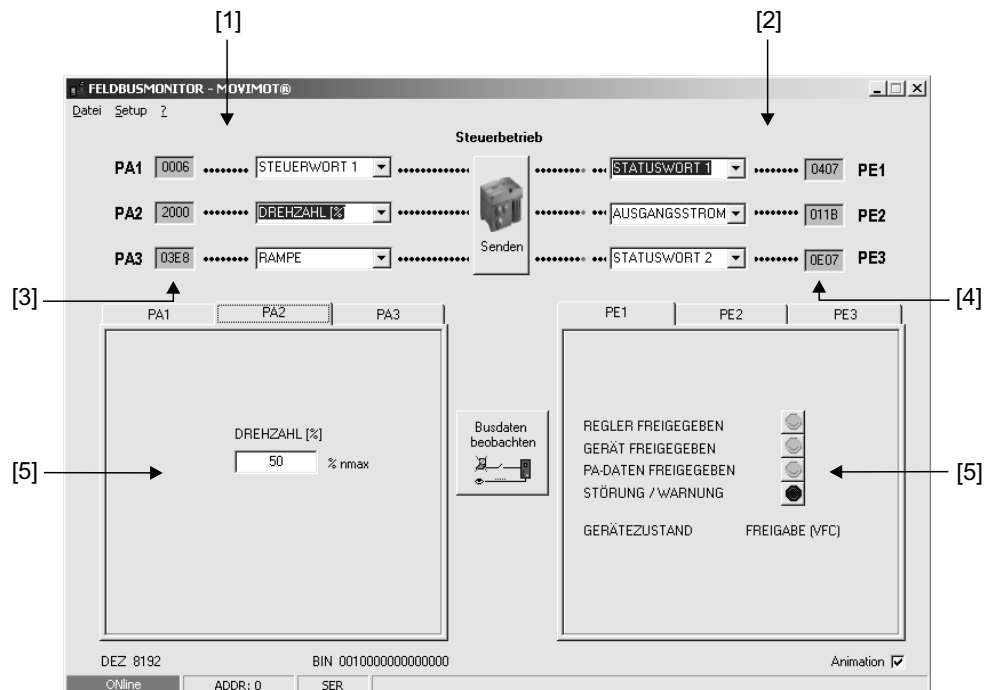 [1] [2]
FELDBUSMONITOR - MOVIMOT®
Datei Setup ?
Steuerbetrieb
PA1 0006 STEUERWORT 1 STATUSWORT 1 0407 PE1
PA2 2000 DREHZAHL [%] AUSGANGSSTROM 011B PE2
PA3 03E8 RAMPE Senden STATUSWORT 2 0E07 PE3
[3] [4]
PA1 PA2 PA3 PE1 PE2 PE3
DREHZAHL [%]
50 % nmax
Busdaten
beobachten
REGLER FREIGEGEBEN
GERÄT FREIGEGEBEN
PA-DATEN FREIGEGEBEN
STÖRUNG / WARNUNG
[5] [5]
GERÄTEZUSTAND FREIGABE (VFC)
DEZ 8192 BIN 0010000000000000 Animation
ONline ADDR: 0 SER